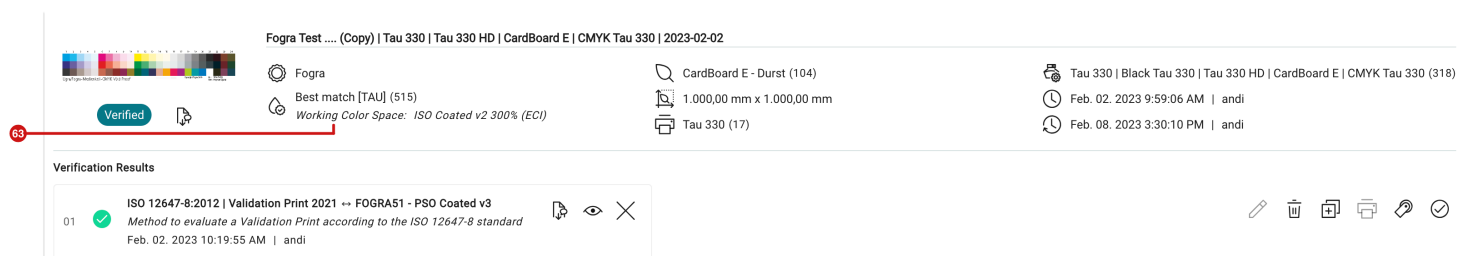 Fogra Test .... (Copy) | Tau 330 | Tau 330 HD | CardBoard E | CMYK Tau 330 | 2023-02-02
Fogra
CardBoard E - Durst (104)
Tau 330 | Black Tau 330 | Tau 330 HD | CardBoard E | CMYK Tau 330 (318)
Best match [TAU] (515)
1.000,00 mm x 1.000,00 mm
Feb. 02. 2023 9:59:06 AM | andi
Verified
Working Color Space: ISO Coated v2 300% (ECI)
Tau 330 (17)
Feb. 08. 2023 3:30:10 PM | andi
63
Verification Results
01
ISO 12647-8:2012 | Validation Print 2021 ↔ FOGRA51 - PSO Coated v3
Method to evaluate a Validation Print according to the ISO 12647-8 standard
Feb. 02. 2023 10:19:55 AM | andi